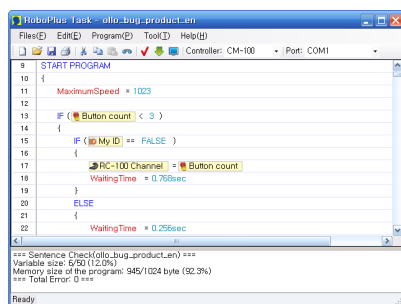 RoboPlus Task - ollo_bug_product_en
Files(F) Edit(E) Program(P) Tool(T) Help(H)
Controller: CM-100 Port: COM1
9 START PROGRAM
10 {
11 MaximumSpeed = 1023
12
13 IF ( Button count < 3 )
14 {
15 IF ( My ID == FALSE )
16 {
17 RC-100 Channel = Button count
18 WaitingTime = 0.768sec
19 }
20 ELSE
21 {
22 WaitingTime = 0.256sec
=== Sentence Check(ollo_bug_product_en) ===
Variable size: 6/50 (12.0%)
Memory size of the program: 945/1024 byte (92.3%)
=== Total Error: 0 ===
Ready